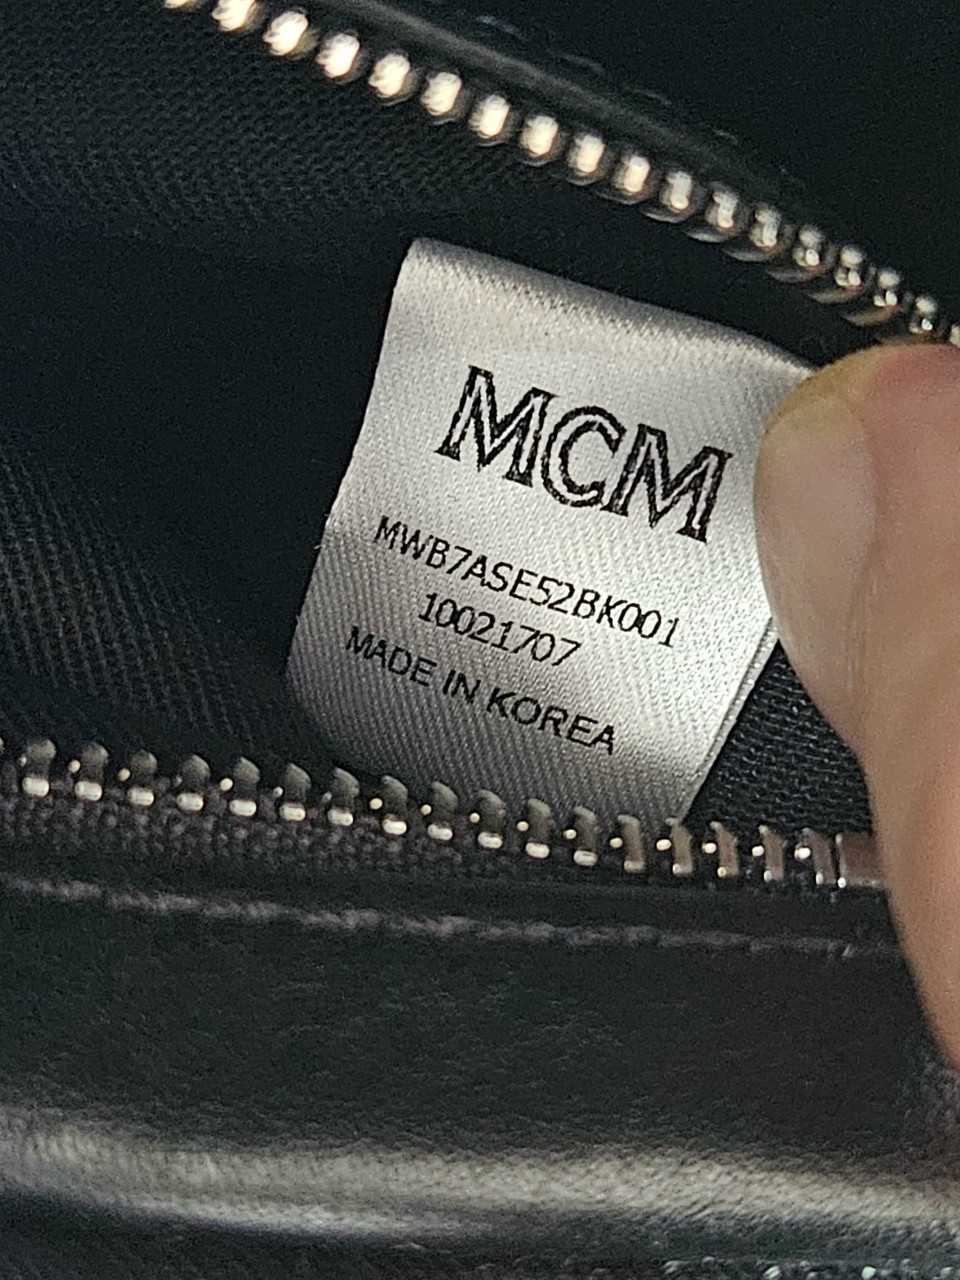 MCM
MWB7ASE52BK001
10021707
MADE IN KOREA